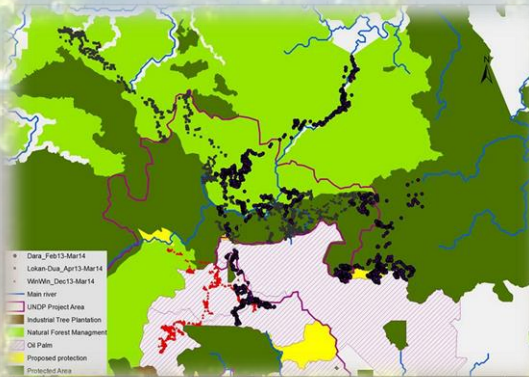 N
Dara_Feb13-Mar14
Lokan-Dua_Apr13-Mar14
WinWin_Dec13-Mar14
Main river
UNDP Project Area
Industrial Tree Plantation
Natural Forest Managment
Oil Palm
Proposed protection
Protected Area